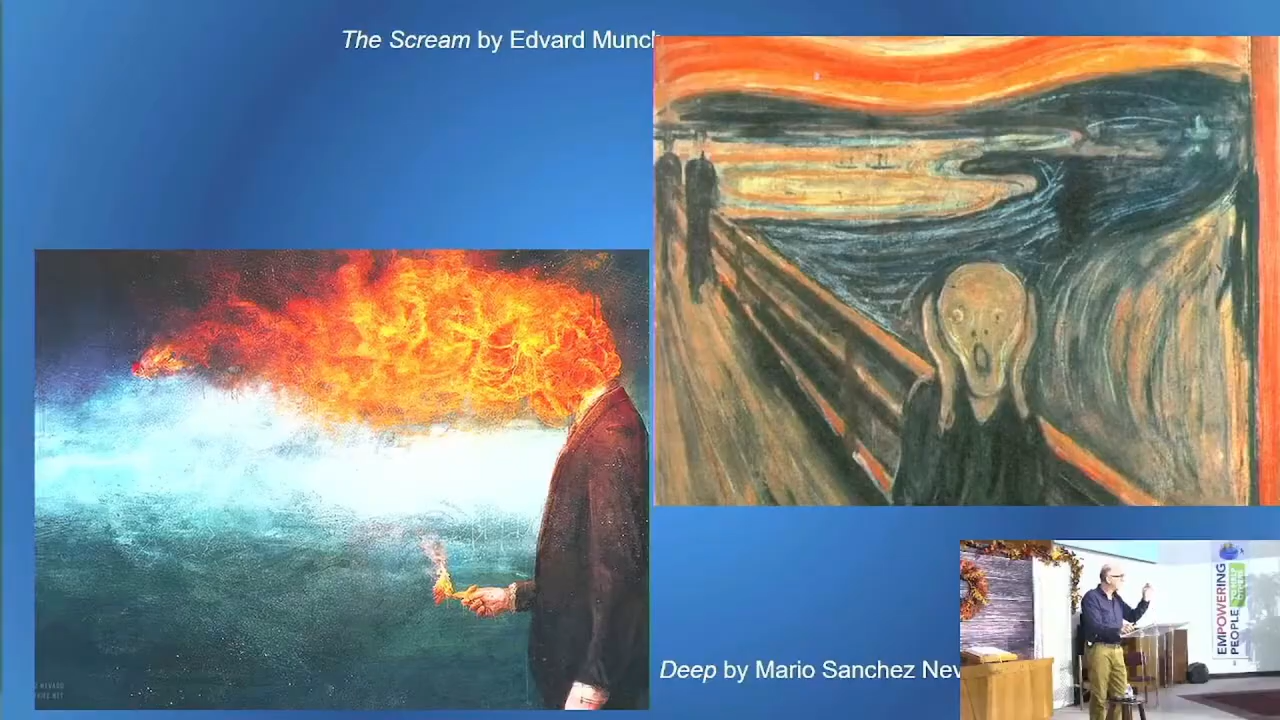 The Scream by Edvard Munch
Deep by Mario Sanchez Nev
EMPOWERING
PEOPLE